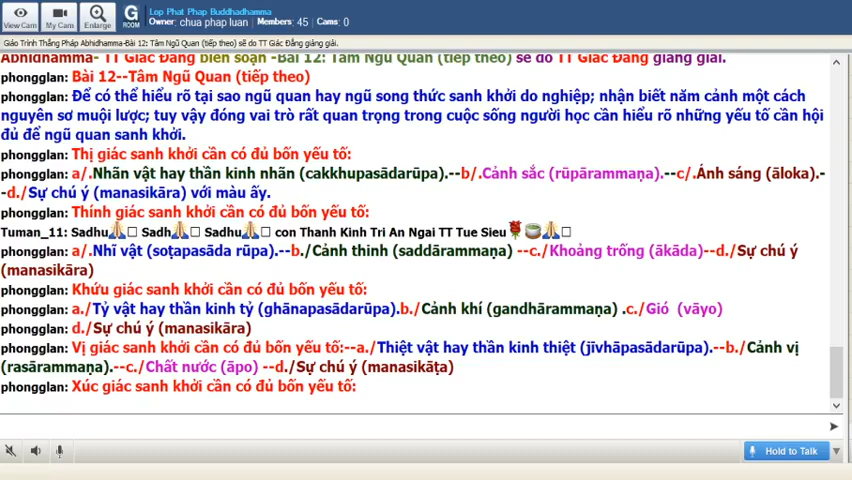 View Cam
My Cam
Enlarge
G ROOM
Lop Phat Phap Buddhadhamma
Owner: chua phap luan Members: 45 Cams: 0
Giáo Trình Thắng Pháp Abhidhamma-Bài 12: Tâm Ngũ Quan (tiếp theo) sẽ do TT Giác Đẳng giảng giải.
Abhidhamma- TT Giác Đẳng biên soạn -Bài 12: Tâm Ngũ Quan (tiếp theo) sẽ do TT Giác Đẳng giảng giải.
phongglan: Bài 12--Tâm Ngũ Quan (tiếp theo)
phongglan: Để có thể hiểu rõ tại sao ngũ quan hay ngũ song thức sanh khởi do nghiệp; nhận biết năm cảnh một cách
nguyên sơ muội lược; tuy vậy đóng vai trò rất quan trọng trong cuộc sống người học cần hiểu rõ những yếu tố cần hội
đủ để ngũ quan sanh khởi.
phongglan: Thị giác sanh khởi cần có đủ bốn yếu tố:
phongglan: a/.Nhãn vật hay thần kinh nhãn (cakkhupasādarūpa).--b/.Cảnh sắc (rūpārammaṇa).--c/.Ánh sáng (āloka).-
-d./Sự chú ý (manasikāra) với màu ấy.
phongglan: Thính giác sanh khởi cần có đủ bốn yếu tố:
Tuman_11: Sadhu🙏□ Sadh🙏□ Sadhu🙏□ con Thanh Kinh Tri An Ngai TT Tue Sieu🌹🍵🙏□
phongglan: a/.Nhĩ vật (soṭapasāda rūpa).--b./Cảnh thinh (saddārammaṇa) --c./Khoảng trống (ākāda)--d./Sự chú ý
(manasikāra)
phongglan: Khứu giác sanh khởi cần có đủ bốn yếu tố:
phongglan: a./Tỷ vật hay thần kinh tỷ (ghānapasādarūpa).b./Cảnh khí (gandhārammaṇa) .c./Gió (vāyo)
phongglan: d./Sự chú ý (manasikāra)
phongglan: Vị giác sanh khởi cần có đủ bốn yếu tố:--a./Thiệt vật hay thần kinh thiệt (jīvhāpasādarūpa).--b./Cảnh vị
(rasārammaṇa).--c./Chất nước (āpo) --d./Sự chú ý (manasikāṭa)
phongglan: Xúc giác sanh khởi cần có đủ bốn yếu tố:
Hold to Talk